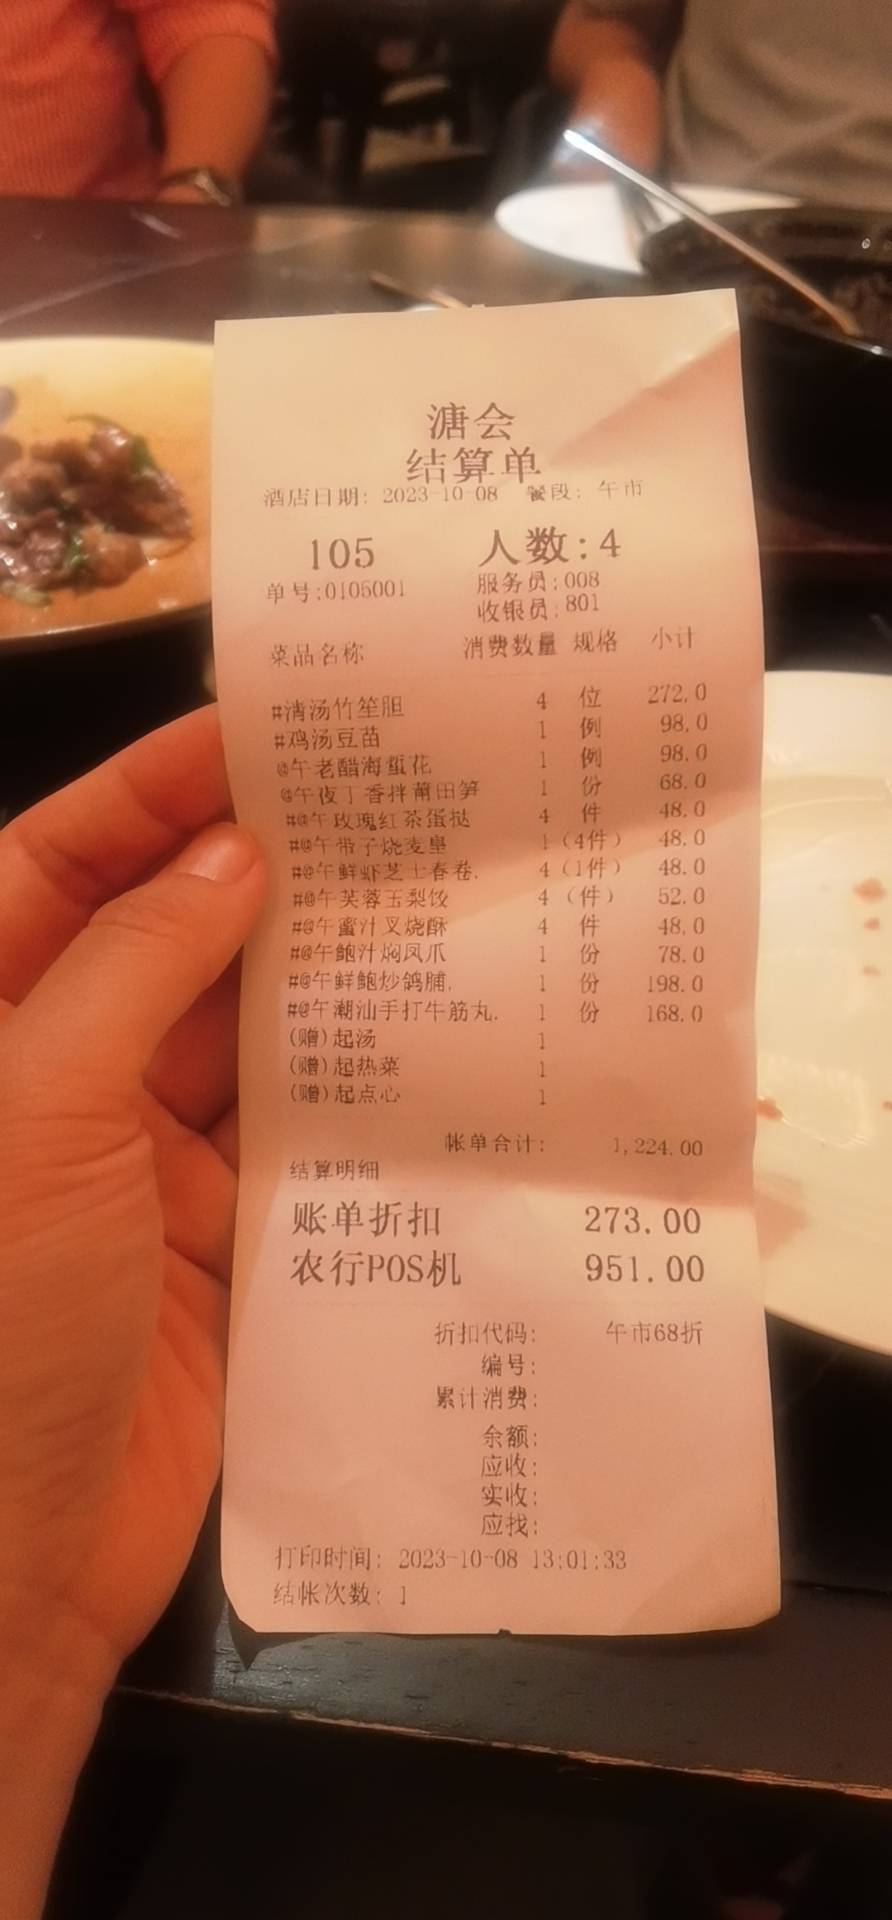 溏会
结算单
酒店日期: 2023-10-08 餐段: 午市
105 人数:4
单号:0105001 服务员:008
收银员:801
菜品名称 消费数量 规格 小计
#清汤竹笙胆 4 位 272.0
#鸡汤豆苗 1 例 98.0
@午老醋海蜇花 1 例 98.0
@午夜丁香拌莆田笋 1 份 68.0
#@午玫瑰红茶蛋挞 4 件 48.0
#@午带子烧麦皇 1 (4件) 48.0
#@午鲜虾芝士春卷. 4 (1件) 48.0
#@午芙蓉玉梨饺 4 (件) 52.0
#@午蜜汁叉烧酥 4 件 48.0
#@午鲍汁焖凤爪 1 份 78.0
#@午鲜鲍炒鸽脯. 1 份 198.0
#@午潮汕手打牛筋丸. 1 份 168.0
(赠)起汤 1
(赠)起热菜 1
(赠)起点心 1
帐单合计: 1,224.00
结算明细
账单折扣 273.00
农行POS机 951.00
折扣代码: 午市68折
编号:
累计消费:
余额:
应收:
实收:
应找:
打印时间: 2023-10-08 13:01:33
结帐次数: 1